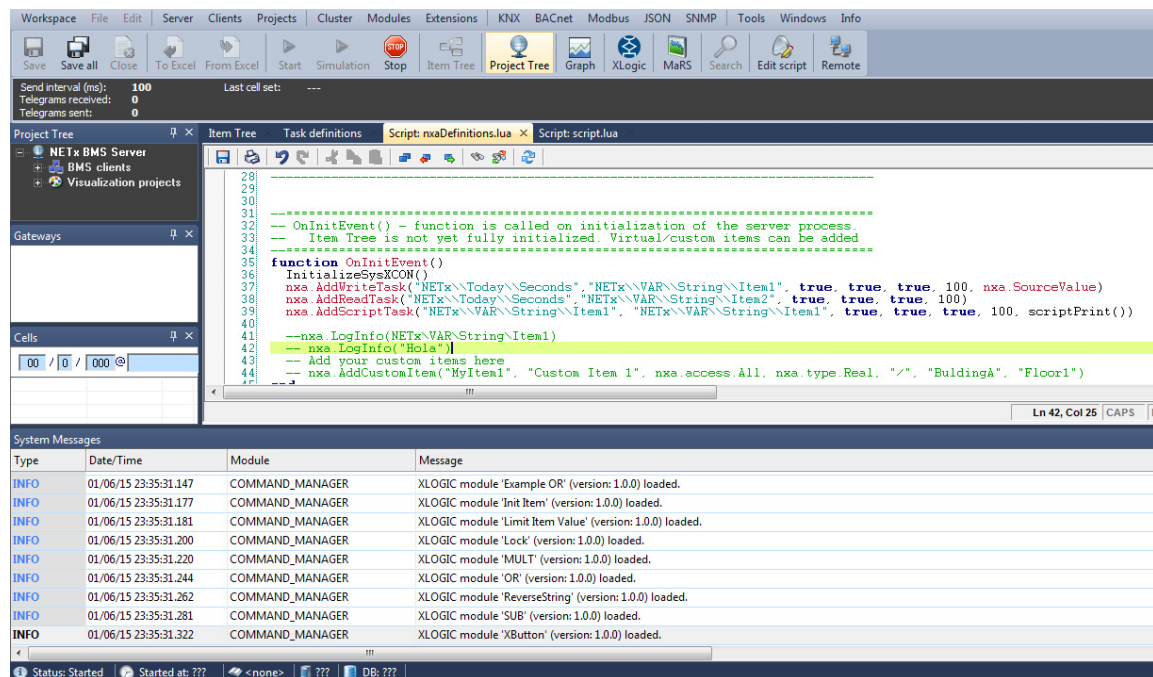 Workspace File Edit Server Clients Projects Cluster Modules Extensions KNX BACnet Modbus JSON SNMP Tools Windows Info
STOP
Save Save all Close To Excel From Excel Start Simulation Stop Item Tree Project Tree Graph XLogic MaRS Search Edit script Remote
Send interval (ms): 100 Last cell set: ---
Telegrams received: 0
Telegrams sent: 0
Project Tree
NETx BMS Server
BMS clients
Visualization projects
Gateways
Cells
00 / 0 / 000 @
Item Tree Task definitions Script: nxaDefinitions.lua Script: script.lua
28 --------------------------------------------------------------------------------------
29
30
31 --====================================================================================
32 -- OnInitEvent() - function is called on initialization of the server process.
33 -- Item Tree is not yet fully initialized. Virtual/custom items can be added
34 --====================================================================================
35 function OnInitEvent()
36 InitializeSysXCON()
37 nxa.AddWriteTask("NETx\\Today\\Seconds","NETx\\VAR\\String\\Item1", true, true, true, 100, nxa.SourceValue)
38 nxa.AddReadTask("NETx\\Today\\Seconds","NETx\\VAR\\String\\Item2", true, true, true, 100)
39 nxa.AddScriptTask("NETx\\VAR\\String\\Item1", "NETx\\VAR\\String\\Item1", true, true, true, 100, scriptPrint())
40
41 --nxa.LogInfo(NETx\VAR\String\Item1)
42 -- nxa.LogInfo("Hola")
43 -- Add your custom items here
44 -- nxa.AddCustomItem("MyItem1", "Custom Item 1", nxa.access.All, nxa.type.Real, "/", "BuldingA", "Floor1")
45 end
Ln 42, Col 25 CAPS
System Messages
Type Date/Time Module Message
INFO 01/06/15 23:35:31.147 COMMAND_MANAGER XLOGIC module 'Example OR' (version: 1.0.0) loaded.
INFO 01/06/15 23:35:31.177 COMMAND_MANAGER XLOGIC module 'Init Item' (version: 1.0.0) loaded.
INFO 01/06/15 23:35:31.181 COMMAND_MANAGER XLOGIC module 'Limit Item Value' (version: 1.0.0) loaded.
INFO 01/06/15 23:35:31.200 COMMAND_MANAGER XLOGIC module 'Lock' (version: 1.0.0) loaded.
INFO 01/06/15 23:35:31.220 COMMAND_MANAGER XLOGIC module 'MULT' (version: 1.0.0) loaded.
INFO 01/06/15 23:35:31.244 COMMAND_MANAGER XLOGIC module 'OR' (version: 1.0.0) loaded.
INFO 01/06/15 23:35:31.262 COMMAND_MANAGER XLOGIC module 'ReverseString' (version: 1.0.0) loaded.
INFO 01/06/15 23:35:31.281 COMMAND_MANAGER XLOGIC module 'SUB' (version: 1.0.0) loaded.
INFO 01/06/15 23:35:31.322 COMMAND_MANAGER XLOGIC module 'XButton' (version: 1.0.0) loaded.
Status: Started Started at: ??? <none> ??? DB: ???